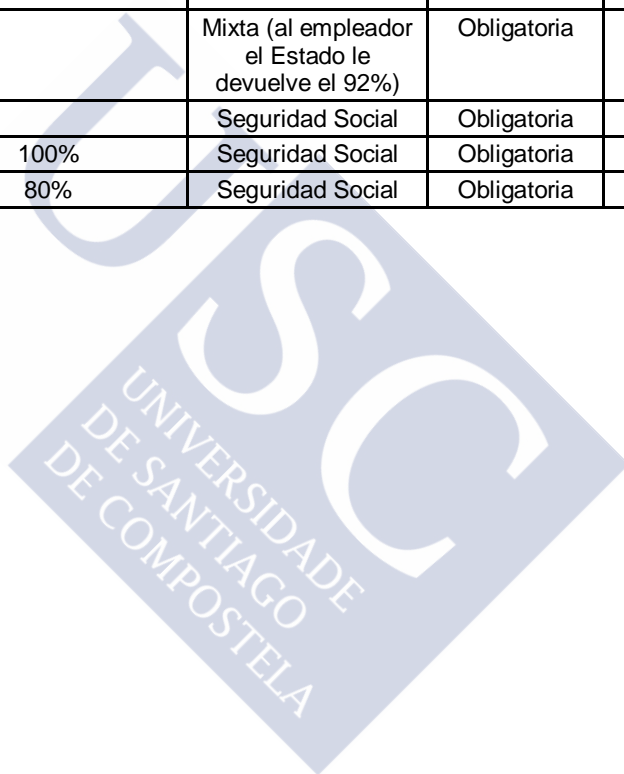 Mixta (al empleador
el Estado le
devuelve el 92%)
Obligatoria
Seguridad Social
Obligatoria
100%
Seguridad Social
Obligatoria
80%
Seguridad Social
Obligatoria
USC
UNIVERSIDADE
DE SANTIAGO
DE COMPOSTELA